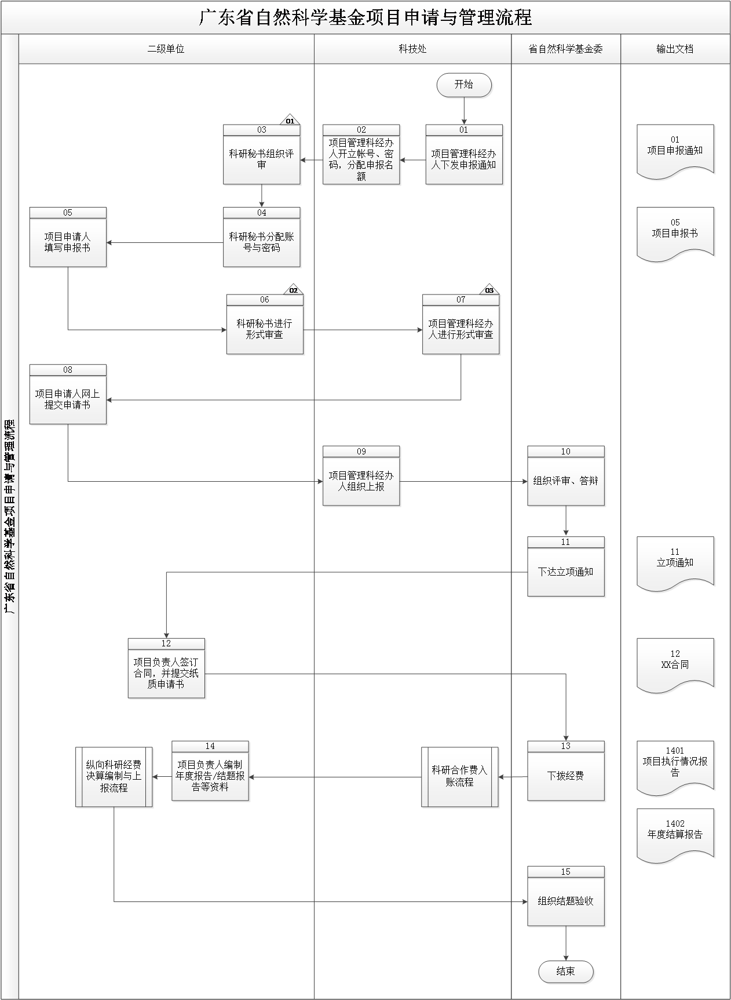 广东省自然科学基金项目申请与管理流程
广东省自然科学基金项目申请与管理流程
二级单位
科技处
省自然科学基金委
输出文档
开始
01
03
科研秘书组织评
审
02
项目管理科经办
人开立帐号、密
码，分配申报名
额
01
项目管理科经办
人下发申报通知
01
项目申报通知
05
项目申请人
填写申报书
04
科研秘书分配账
号与密码
05
项目申报书
02
06
科研秘书进行
形式审查
03
07
项目管理科经办
人进行形式审查
08
项目申请人网上
提交申请书
09
项目管理科经办
人组织上报
10
组织评审、答辩
11
下达立项通知
11
立项通知
12
项目负责人签订
合同，并提交纸
质申请书
12
XX合同
纵向科研经费
决算编制与上
报流程
14
项目负责人编制
年度报告/结题报
告等资料
科研合作费入
账流程
13
下拨经费
1401
项目执行情况报
告
1402
年度结算报告
15
组织结题验收
结束